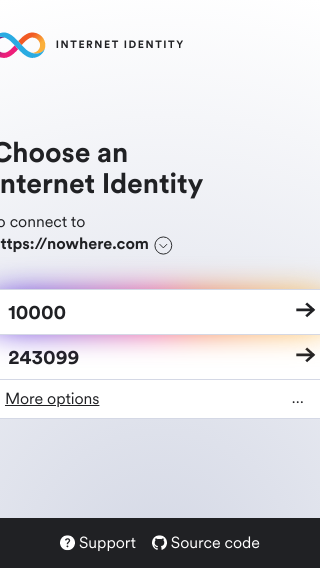 INTERNET IDENTITY
Choose an
nternet Identity
o connect to
ttps://nowhere.com
10000
243099
More options
...
Support Source code